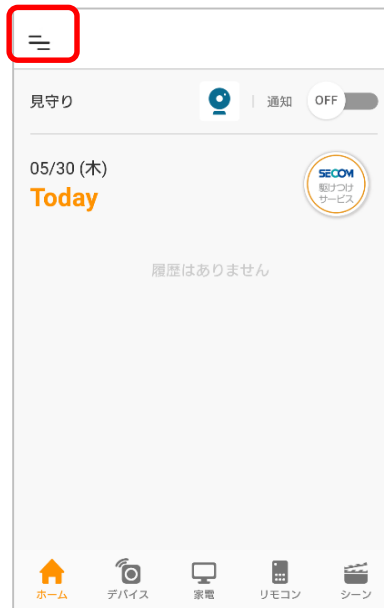 見守り
通知 OFF
05/30 (木)
Today
SECOM
駆けつけ
サービス
履歴はありません
ホーム デバイス 家電 リモコン シーン